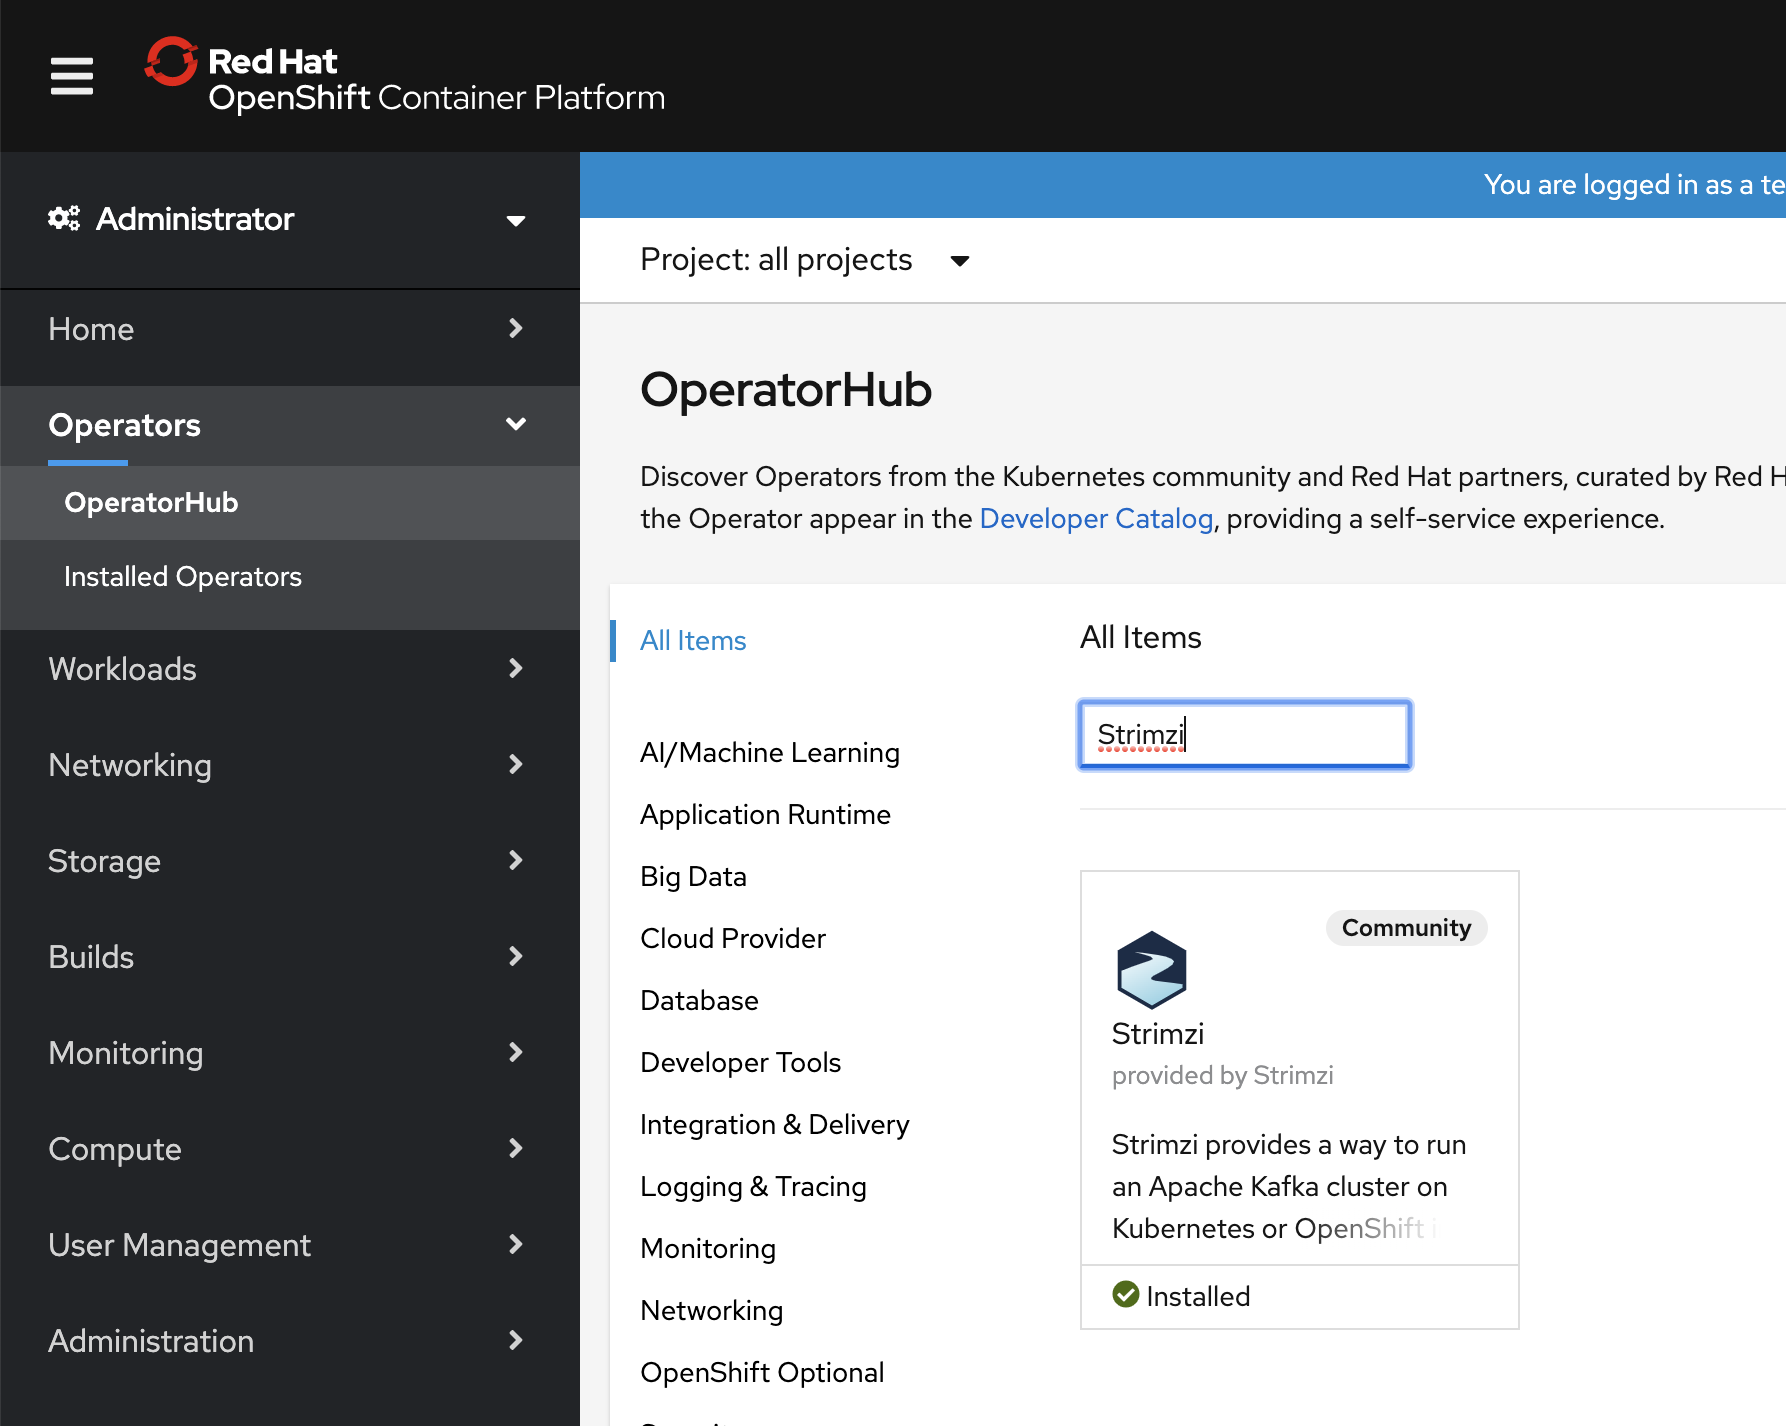 Red Hat
OpenShift Container Platform
Administrator
Home
Operators
OperatorHub
Installed Operators
Workloads
Networking
Storage
Builds
Monitoring
Compute
User Management
Administration
You are logged in as a te
Project: all projects
OperatorHub
Discover Operators from the Kubernetes community and Red Hat partners, curated by Red H
the Operator appear in the Developer Catalog, providing a self-service experience.
All Items
AI/Machine Learning
Application Runtime
Big Data
Cloud Provider
Database
Developer Tools
Integration & Delivery
Logging & Tracing
Monitoring
Networking
OpenShift Optional
All Items
Strimzi
Community
Strimzi
provided by Strimzi
Strimzi provides a way to run
an Apache Kafka cluster on
Kubernetes or OpenShift i
Installed